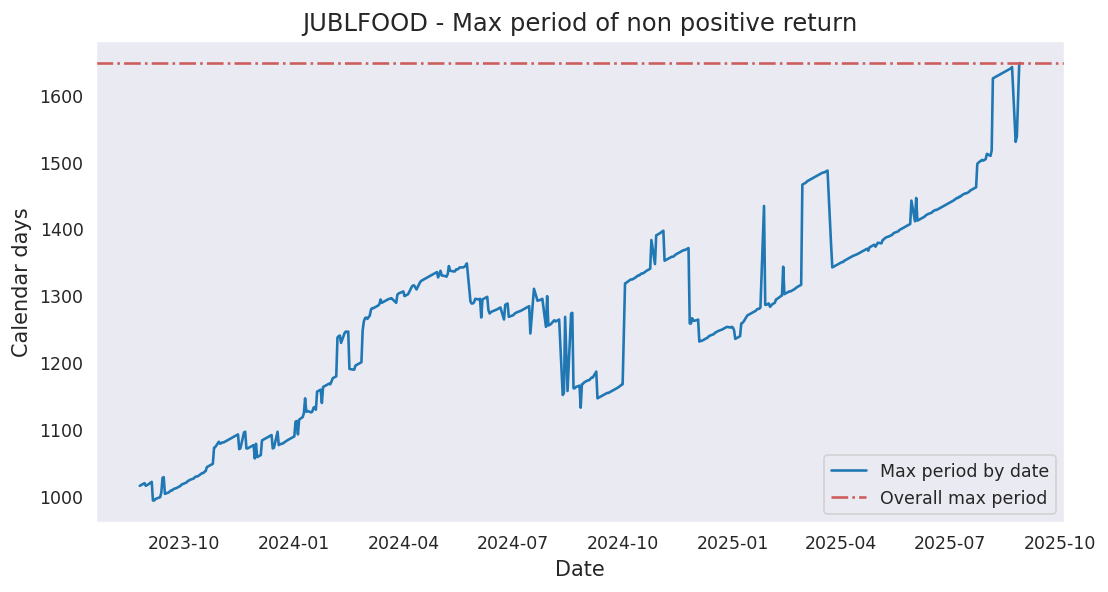 JUBLFOOD - Max period of non positive return
1600
1500
1400
1300
1200
1100
1000
Calendar days
2023-10 2024-01 2024-04 2024-07 2024-10 2025-01 2025-04 2025-07 2025-10
Date
Max period by date
Overall max period